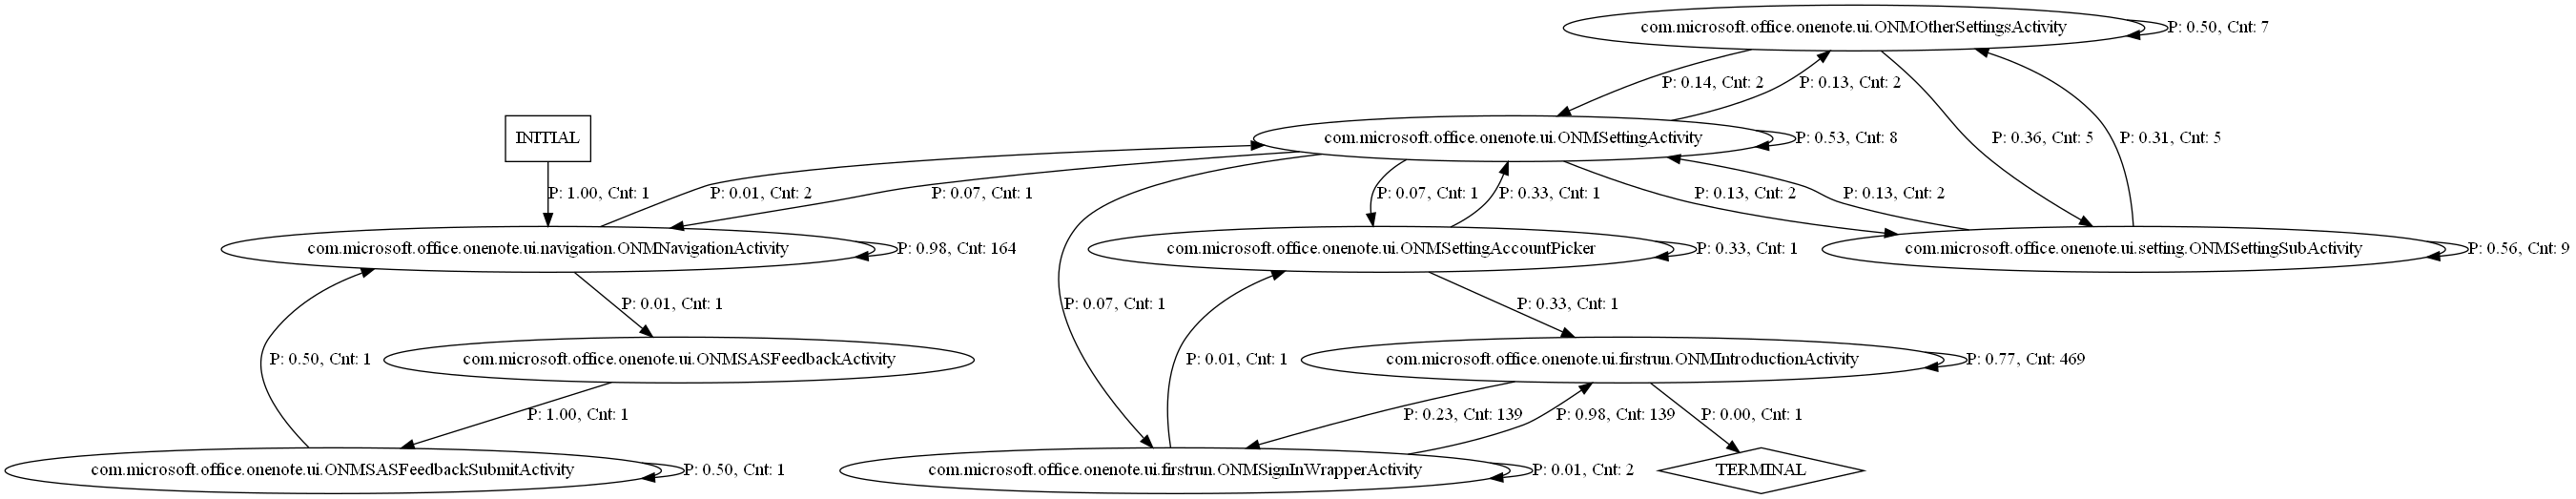 com.microsoft.office.onenote.ui.ONMOtherSettingsActivity
P: 0.50, Cnt: 7
P: 0.14, Cnt: 2
P: 0.13, Cnt: 2
INITIAL
com.microsoft.office.onenote.ui.ONMSettingActivity
P: 0.53, Cnt: 8
P: 0.36, Cnt: 5
P: 0.31, Cnt: 5
P: 1.00, Cnt: 1
P: 0.01, Cnt: 2
P: 0.07, Cnt: 1
P: 0.07, Cnt: 1
P: 0.33, Cnt: 1
P: 0.13, Cnt: 2
P: 0.13, Cnt: 2
com.microsoft.office.onenote.ui.navigation.ONMNavigationActivity
P: 0.98, Cnt: 164
com.microsoft.office.onenote.ui.ONMSettingAccountPicker
P: 0.33, Cnt: 1
com.microsoft.office.onenote.ui.setting.ONMSettingSubActivity
P: 0.56, Cnt: 9
P: 0.01, Cnt: 1
P: 0.07, Cnt: 1
P: 0.33, Cnt: 1
P: 0.50, Cnt: 1
com.microsoft.office.onenote.ui.ONMSASFeedbackActivity
P: 0.01, Cnt: 1
com.microsoft.office.onenote.ui.firstrun.ONMIntroductionActivity
P: 0.77, Cnt: 469
P: 1.00, Cnt: 1
P: 0.23, Cnt: 139
P: 0.98, Cnt: 139
P: 0.00, Cnt: 1
com.microsoft.office.onenote.ui.ONMSASFeedbackSubmitActivity
P: 0.50, Cnt: 1
com.microsoft.office.onenote.ui.firstrun.ONMSignInWrapperActivity
P: 0.01, Cnt: 2
TERMINAL